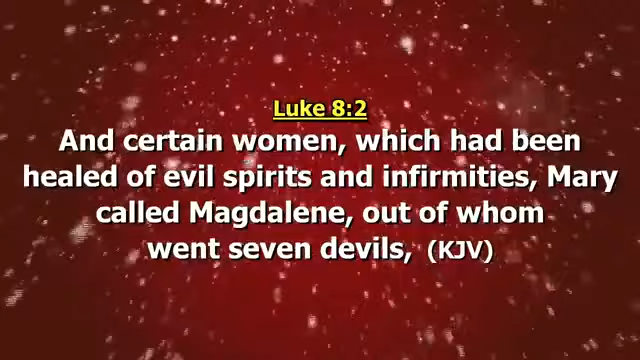 Luke 8:2
And certain women, which had been
healed of evil spirits and infirmities, Mary
called Magdalene, out of whom
went seven devils, (KJV)